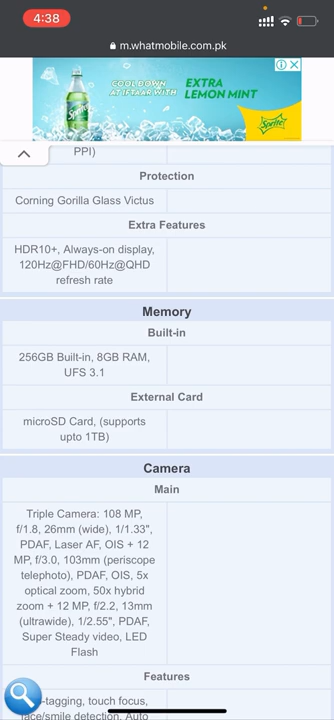 4:38
m.whatmobile.com.pk
COOL DOWN
AT IFTAAR WITH
EXTRA
LEMON MINT
Sprite
Sprite
PPI)
Protection
Corning Gorilla Glass Victus
Extra Features
HDR10+, Always-on display,
120Hz@FHD/60Hz@QHD
refresh rate
Memory
Built-in
256GB Built-in, 8GB RAM,
UFS 3.1
External Card
microSD Card, (supports
upto 1TB)
Camera
Main
Triple Camera: 108 MP,
f/1.8, 26mm (wide), 1/1.33",
PDAF, Laser AF, OIS + 12
MP, f/3.0, 103mm (periscope
telephoto), PDAF, OIS, 5x
optical zoom, 50x hybrid
zoom + 12 MP, f/2.2, 13mm
(ultrawide), 1/2.55", PDAF,
Super Steady video, LED
Flash
Features
-tagging, touch focus,
face/smile detection, Auto